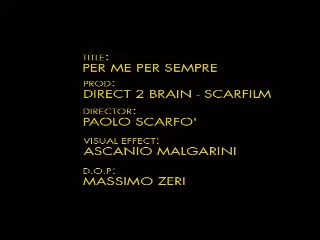 TITLE:
PER ME PER SEMPRE
PROD:
DIRECT 2 BRAIN - SCARFILM
DIRECTOR:
PAOLO SCARFO'
VISUAL EFFECT:
ASCANIO MALGARINI
D.O.P:
MASSIMO ZERI